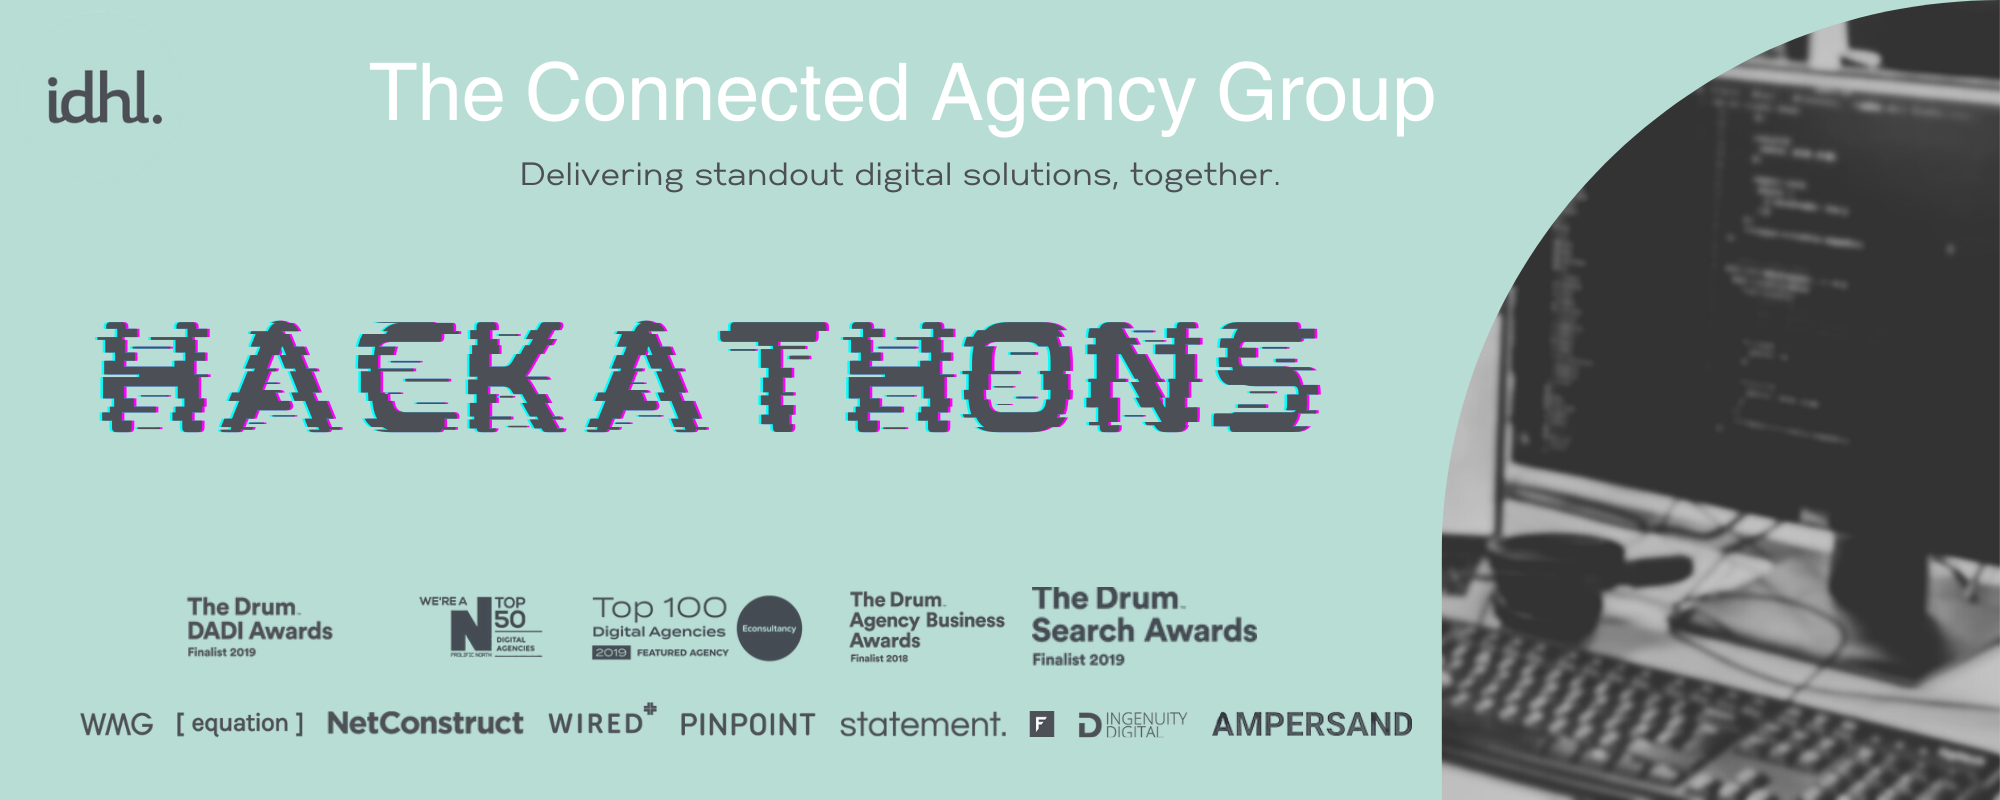 idhl.
The Connected Agency Group
Delivering standout digital solutions, together.
HACKATHONS
The Drum.
DADI Awards
Finalist 2019
WE'RE A
N
TOP
50
DIGITAL
AGENCIES
PROLIFIC NORTH
Top 100
Digital Agencies
2019 FEATURED AGENCY
Econsultancy
The Drum.
Agency Business
Awards
Finalist 2018
The Drum.
Search Awards
Finalist 2019
WMG
[ equation ]
NetConstruct
WIRED
PINPOINT
statement.
F
D INGENUITY
DIGITAL
AMPERSAND